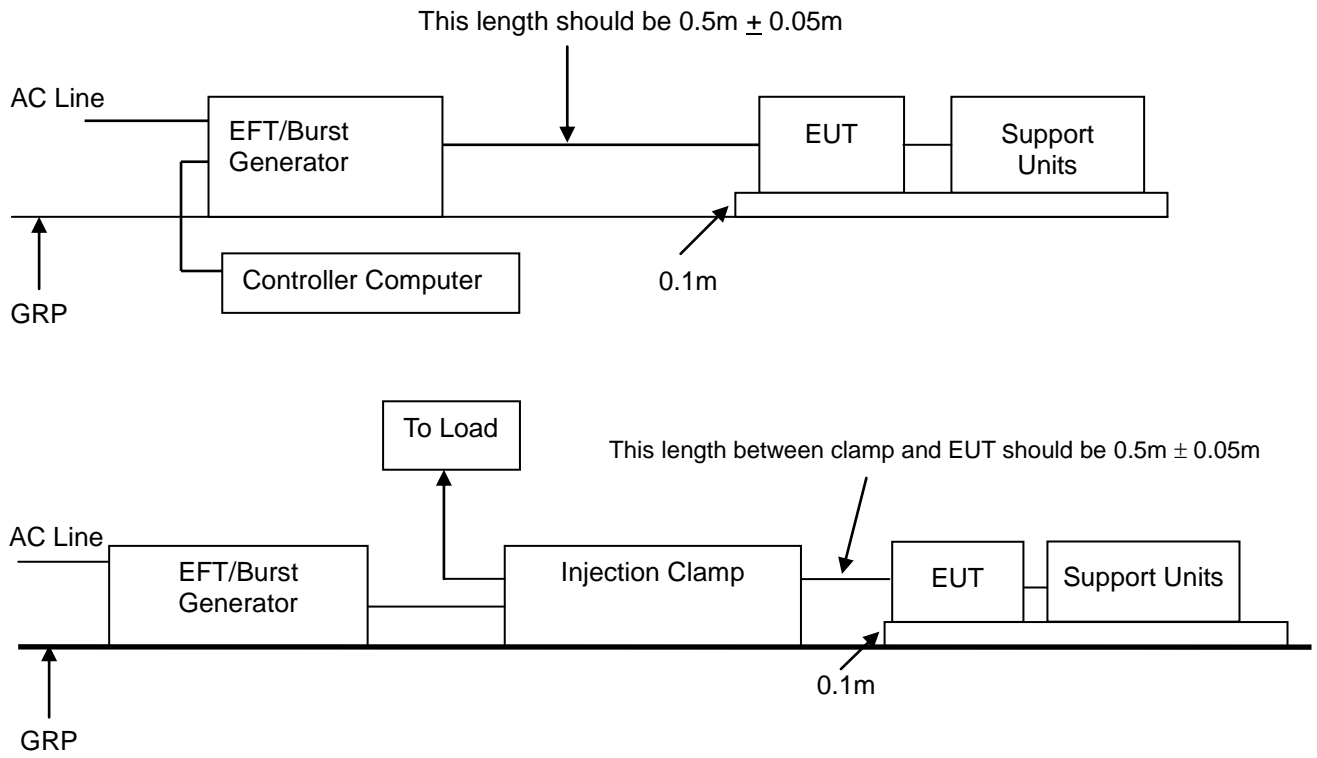 This length should be 0.5m ± 0.05m
AC Line
EFT/Burst
Generator
EUT
Support
Units
Controller Computer
0.1m
GRP
To Load
This length between clamp and EUT should be 0.5m ± 0.05m
AC Line
EFT/Burst
Generator
Injection Clamp
EUT
Support Units
0.1m
GRP